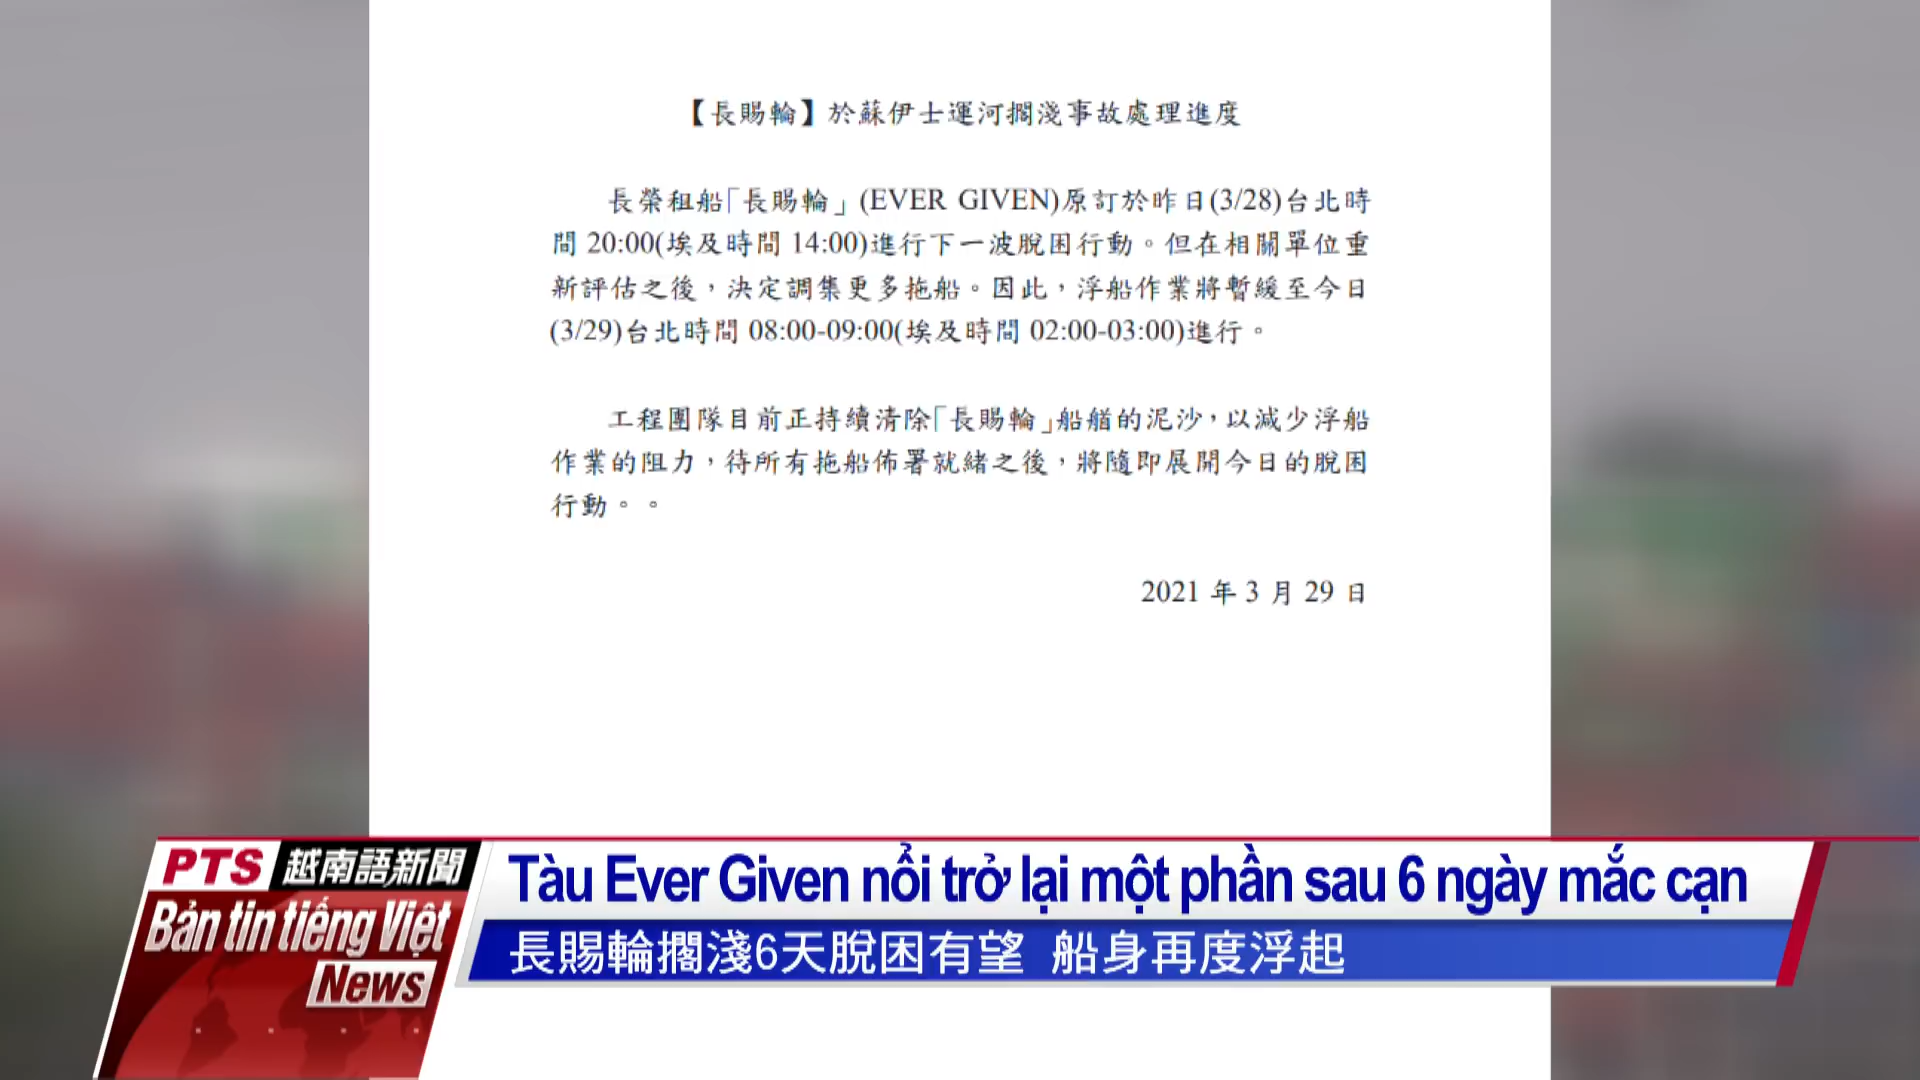 【長賜輪】於蘇伊士運河擱淺事故處理進度
長榮租船「長賜輪」(EVER GIVEN)原訂於昨日(3/28)台北時
間 20:00(埃及時間 14:00)進行下一波脫困行動。但在相關單位重
新評估之後，決定調集更多拖船。因此，浮船作業將暫緩至今日
(3/29)台北時間 08:00-09:00(埃及時間 02:00-03:00)進行。
工程團隊目前正持續清除「長賜輪」船艏的泥沙，以減少浮船
作業的阻力，待所有拖船佈署就緒之後，將隨即展開今日的脫困
行動。。
2021 年 3 月 29 日
PTS 越南語新聞
Bản tin tiếng Việt
News
Tàu Ever Given nổi trở lại một phần sau 6 ngày mắc cạn
長賜輪擱淺6天脫困有望 船身再度浮起